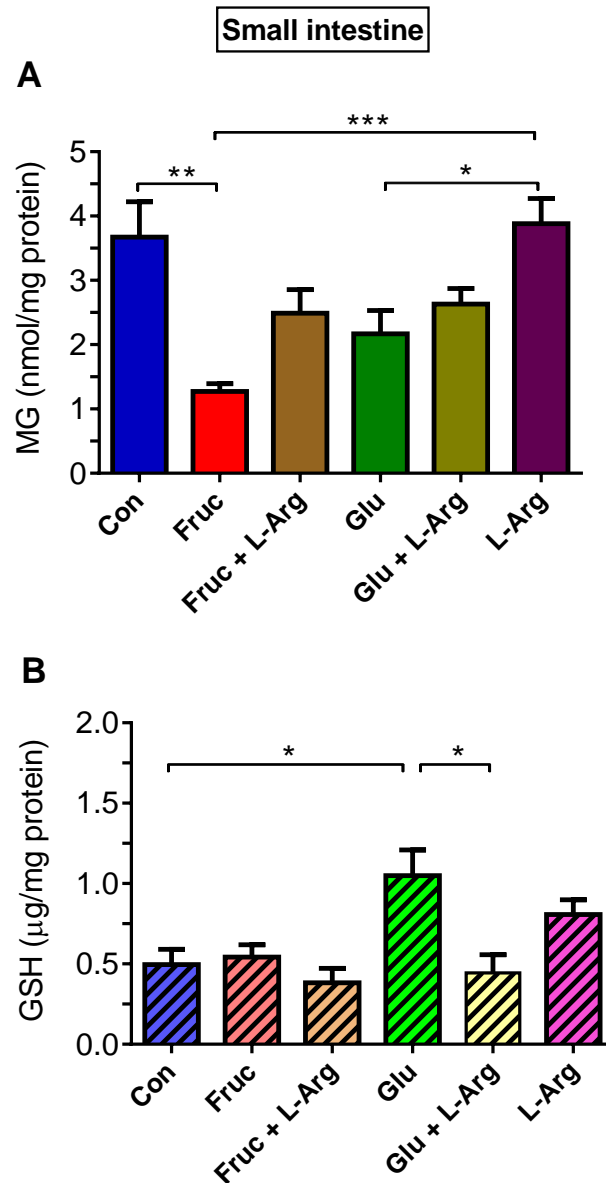 Small intestine
A
***
** *
MG (nmol/mg protein)
5
4
3
2
1
0
Con Fruc Fruc + L-Arg Glu Glu + L-Arg L-Arg
B
GSH (µg/mg protein)
2.0
* *
1.5
1.0
0.5
0.0
Con Fruc Fruc + L-Arg Glu Glu + L-Arg L-Arg